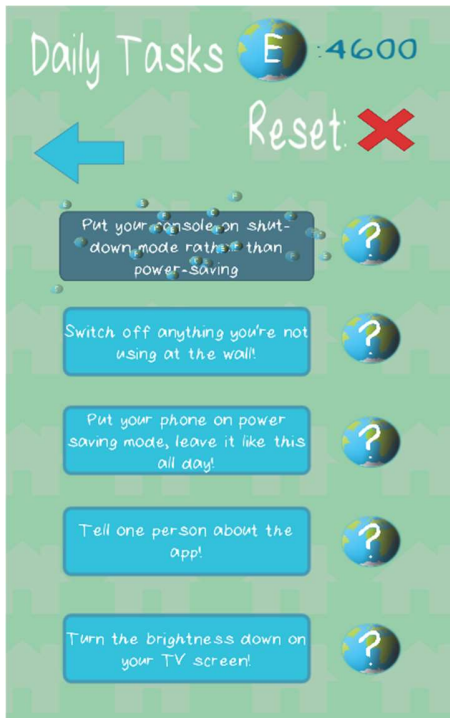 Daily Tasks E :4600
Reset:
Put your console on shut-
down mode rather than
power-saving
?
Switch off anything you're not
using at the wall!
?
Put your phone on power
saving mode, leave it like this
all day!
?
Tell one person about the
app!
?
Turn the brightness down on
your TV screen!
?